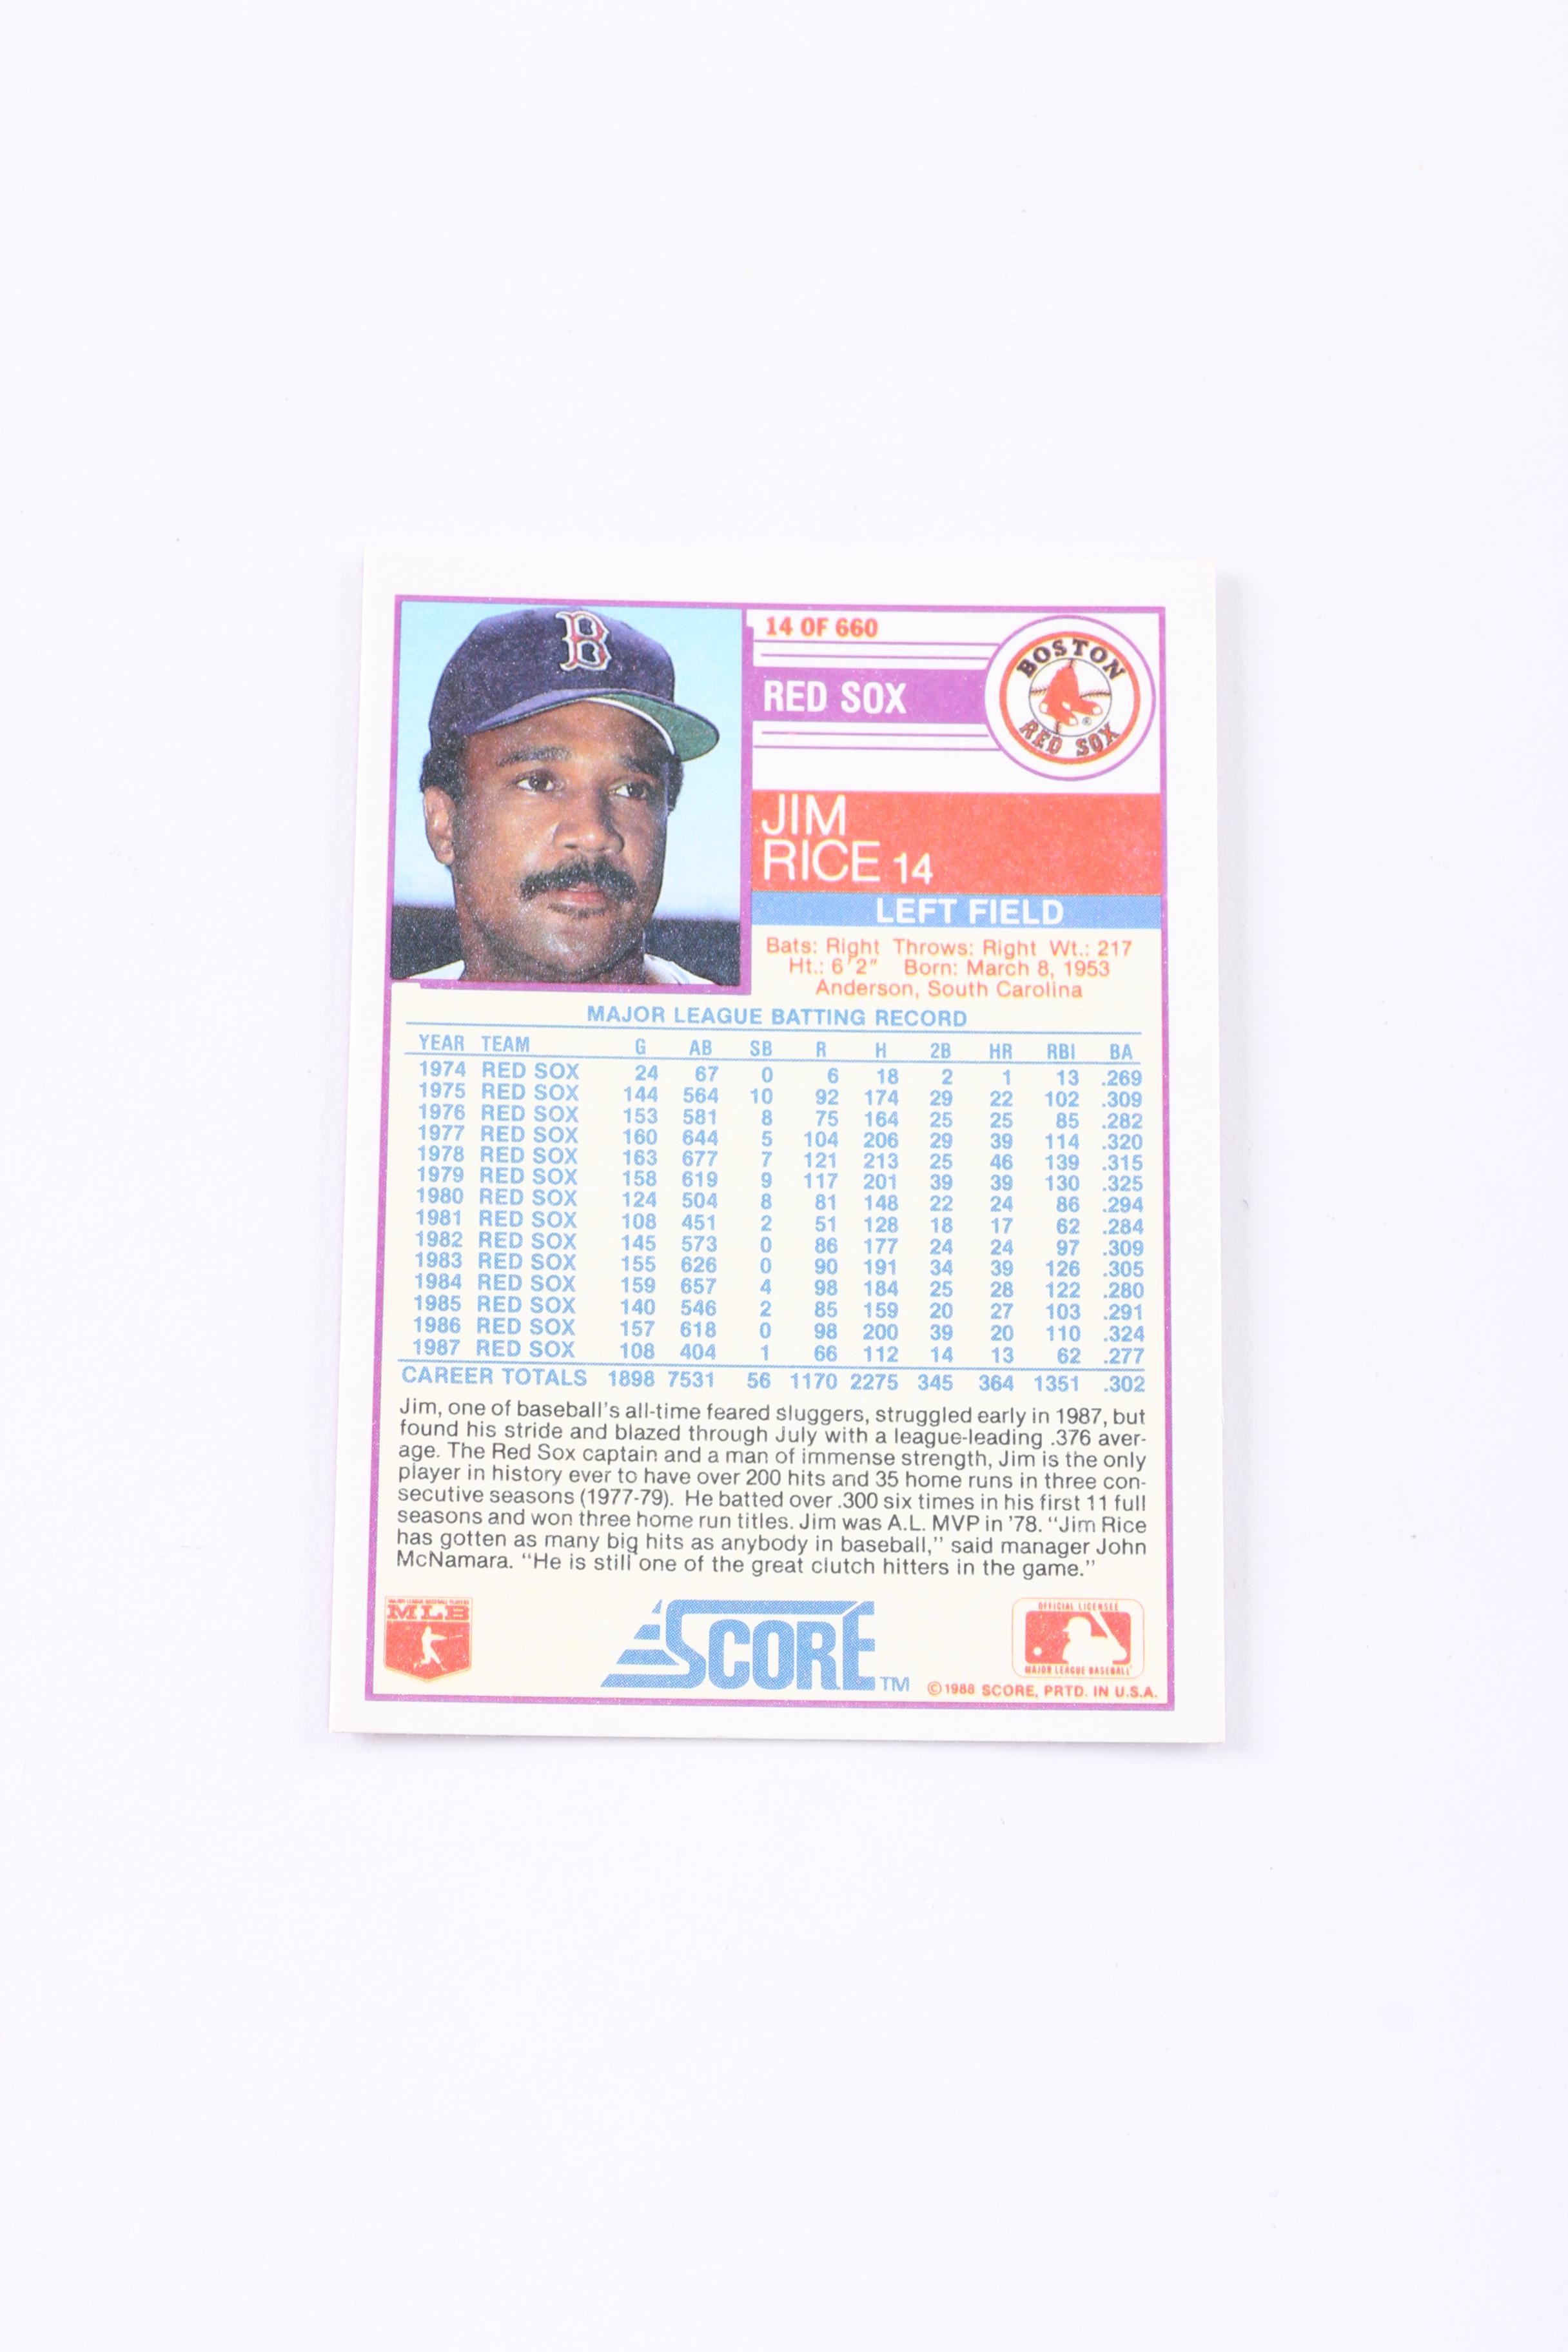 B
14 OF 660
RED SOX
BOSTON
RED SOX
®
JIM
RICE 14
LEFT FIELD
Bats: Right Throws: Right Wt.: 217
Ht.: 6'2" Born: March 8, 1953
Anderson, South Carolina
MAJOR LEAGUE BATTING RECORD
YEAR TEAM G AB SB R H 2B HR RBI BA
1974 RED SOX 24 67 0 6 18 2 1 13 .269
1975 RED SOX 144 564 10 92 174 29 22 102 .309
1976 RED SOX 153 581 8 75 164 25 25 85 .282
1977 RED SOX 160 644 5 104 206 29 39 114 .320
1978 RED SOX 163 677 7 121 213 25 46 139 .315
1979 RED SOX 158 619 9 117 201 39 39 130 .325
1980 RED SOX 124 504 8 81 148 22 24 86 .294
1981 RED SOX 108 451 2 51 128 18 17 62 .284
1982 RED SOX 145 573 0 86 177 24 24 97 .309
1983 RED SOX 155 626 0 90 191 34 39 126 .305
1984 RED SOX 159 657 4 98 184 25 28 122 .280
1985 RED SOX 140 546 2 85 159 20 27 103 .291
1986 RED SOX 157 618 0 98 200 39 20 110 .324
1987 RED SOX 108 404 1 66 112 14 13 62 .277
CAREER TOTALS 1898 7531 56 1170 2275 345 364 1351 .302
Jim, one of baseball's all-time feared sluggers, struggled early in 1987, but
found his stride and blazed through July with a league-leading .376 aver-
age. The Red Sox captain and a man of immense strength, Jim is the only
player in history ever to have over 200 hits and 35 home runs in three con-
secutive seasons (1977-79). He batted over .300 six times in his first 11 full
seasons and won three home run titles. Jim was A.L. MVP in '78. "Jim Rice
has gotten as many big hits as anybody in baseball," said manager John
McNamara. "He is still one of the great clutch hitters in the game."
MAJOR LEAGUE BASEBALL PLAYERS
MLB
SCORE TM
OFFICIAL LICENSEE
MAJOR LEAGUE BASEBALL
©1988 SCORE, PRTD. IN U.S.A.